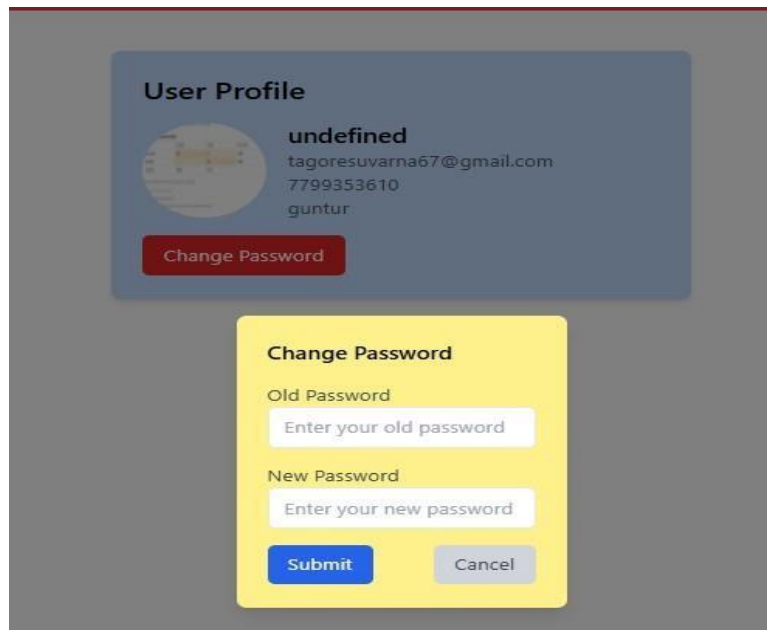 User Profile
undefined
tagoresuvarna67@gmail.com
7799353610
guntur
Change Password
Change Password
Old Password
Enter your old password
New Password
Enter your new password
Submit Cancel